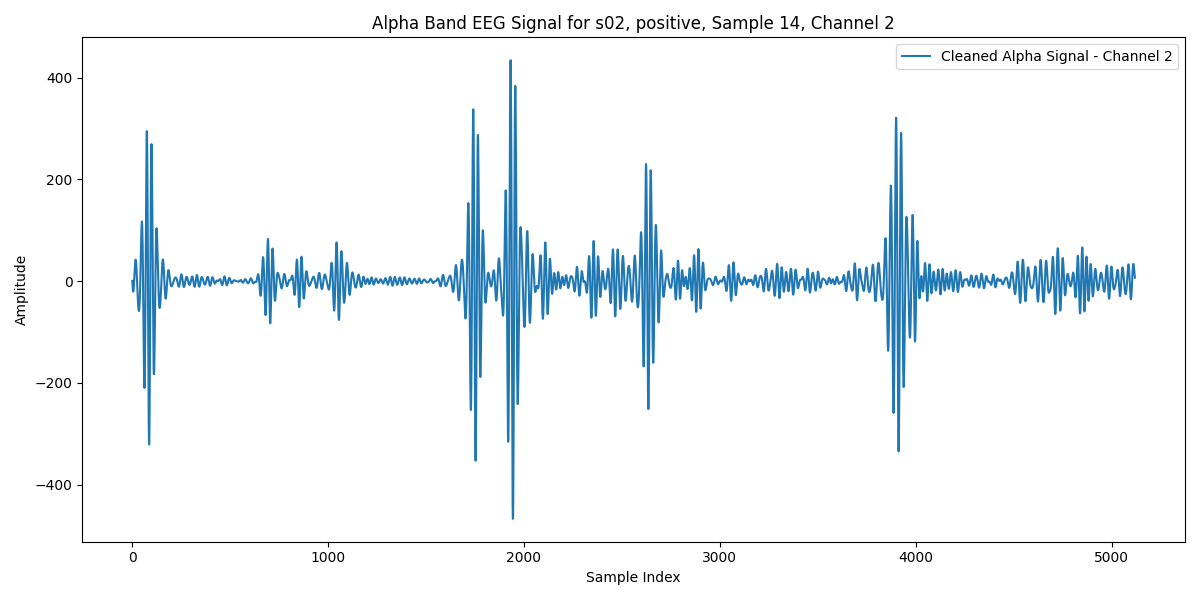 Alpha Band EEG Signal for s02, positive, Sample 14, Channel 2
Cleaned Alpha Signal - Channel 2
400
200
0
−200
−400
Amplitude
0 1000 2000 3000 4000 5000
Sample Index